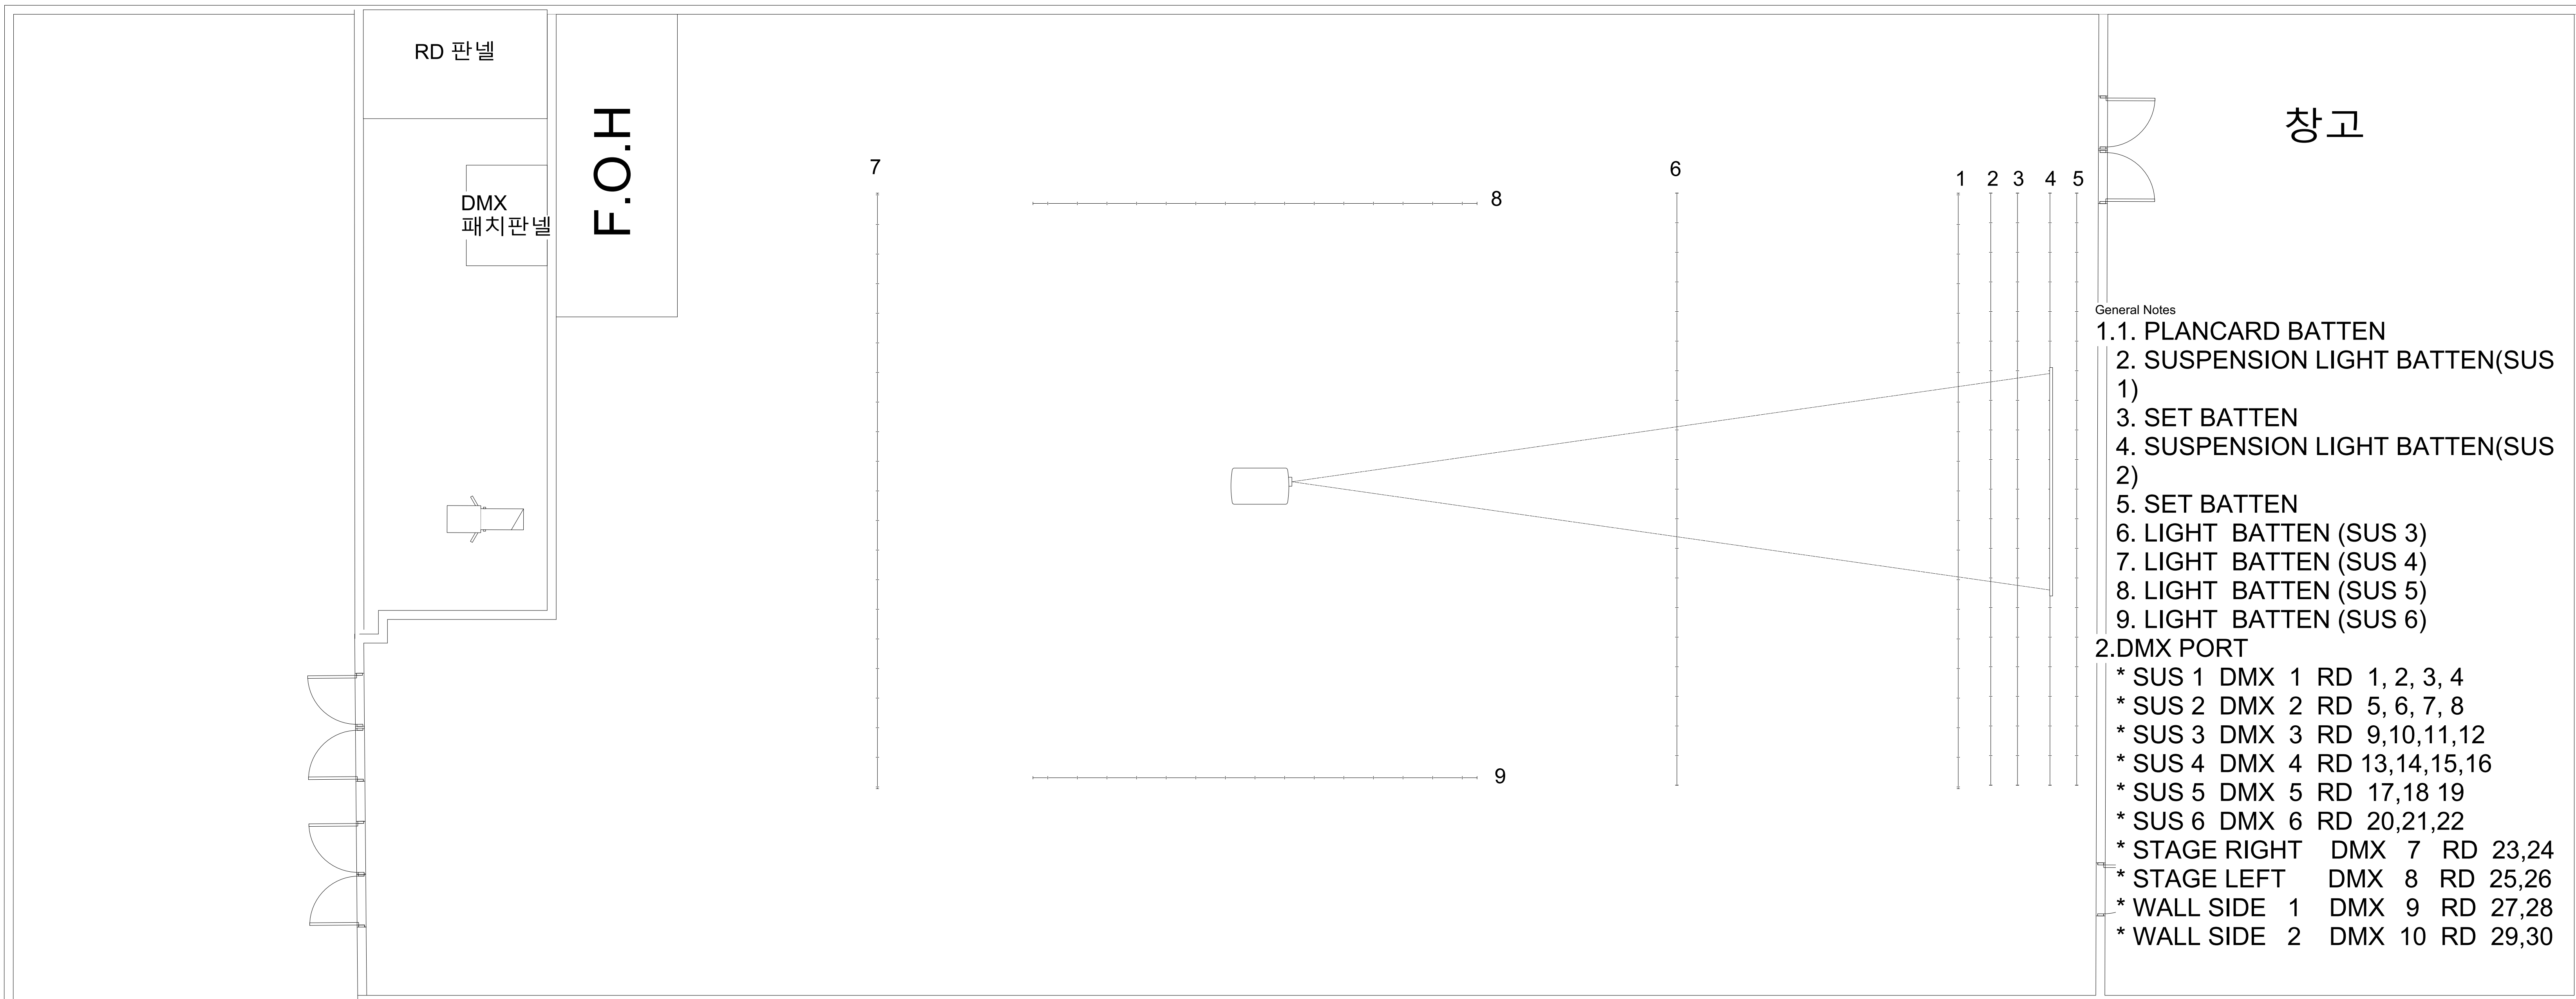 RD 판넬
F.O.H
DMX
패치판넬
창고
7
6
8
1
2
3
4
5
9
General Notes
1.1. PLANCARD BATTEN
2. SUSPENSION LIGHT BATTEN(SUS
1)
3. SET BATTEN
4. SUSPENSION LIGHT BATTEN(SUS
2)
5. SET BATTEN
6. LIGHT BATTEN (SUS 3)
7. LIGHT BATTEN (SUS 4)
8. LIGHT BATTEN (SUS 5)
9. LIGHT BATTEN (SUS 6)
2.DMX PORT
* SUS 1 DMX 1 RD 1, 2, 3, 4
* SUS 2 DMX 2 RD 5, 6, 7, 8
* SUS 3 DMX 3 RD 9,10,11,12
* SUS 4 DMX 4 RD 13,14,15,16
* SUS 5 DMX 5 RD 17,18 19
* SUS 6 DMX 6 RD 20,21,22
* STAGE RIGHT DMX 7 RD 23,24
* STAGE LEFT DMX 8 RD 25,26
* WALL SIDE 1 DMX 9 RD 27,28
* WALL SIDE 2 DMX 10 RD 29,30